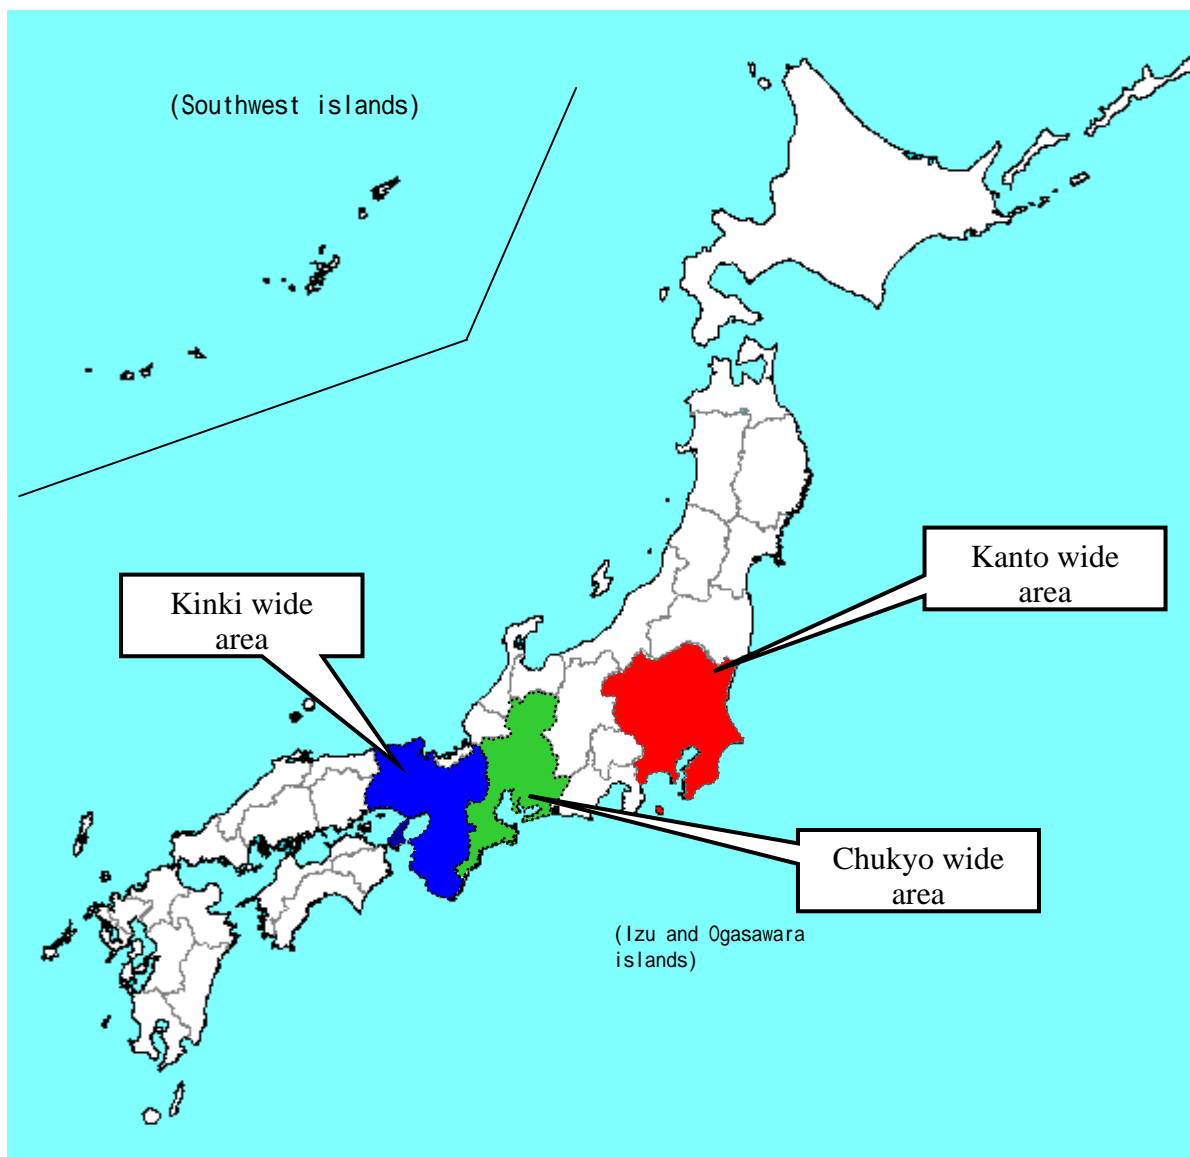 (Southwest islands)
Kanto wide
area
Kinki wide
area
Chukyo wide
area
(Izu and Ogasawara
islands)